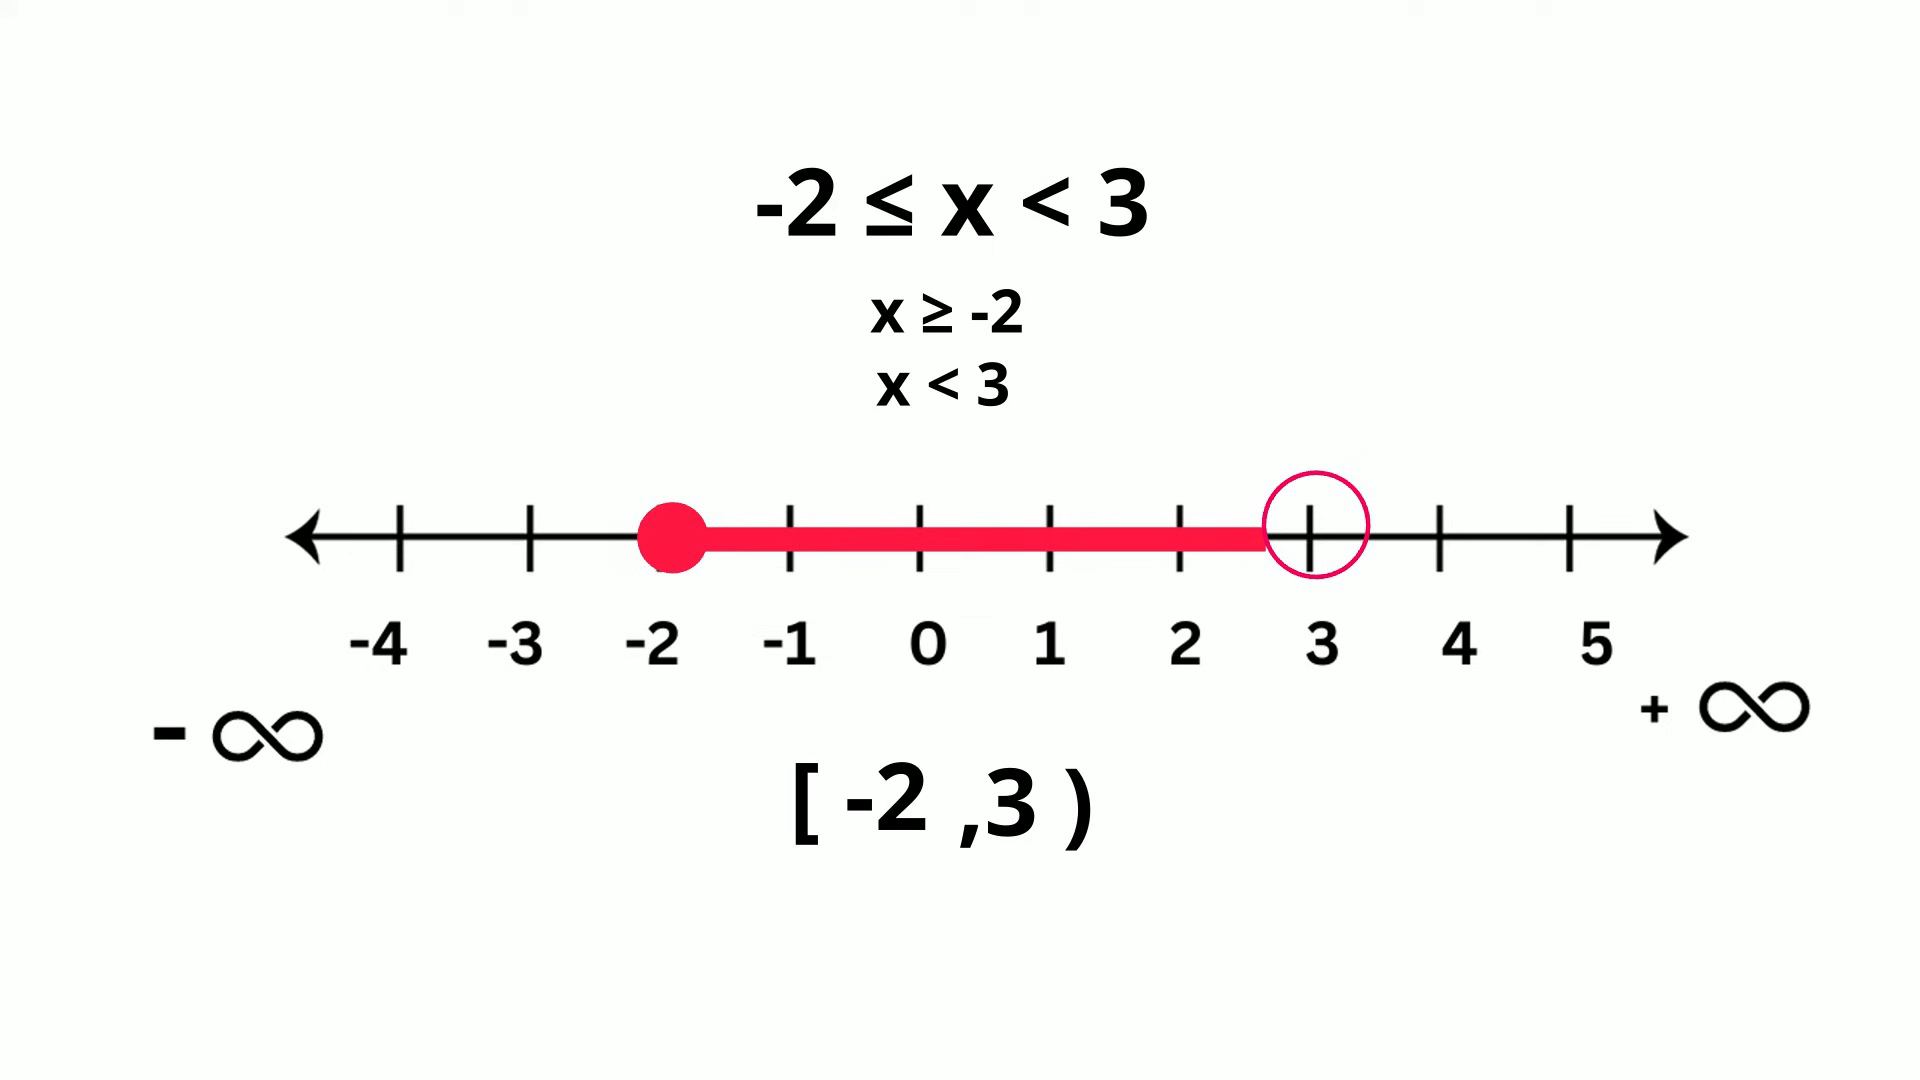 -2 ≤ x < 3
x ≥ -2
x < 3
-4 -3 -2 -1 0 1 2 3 4 5
- ∞ + ∞
[ -2 ,3 )